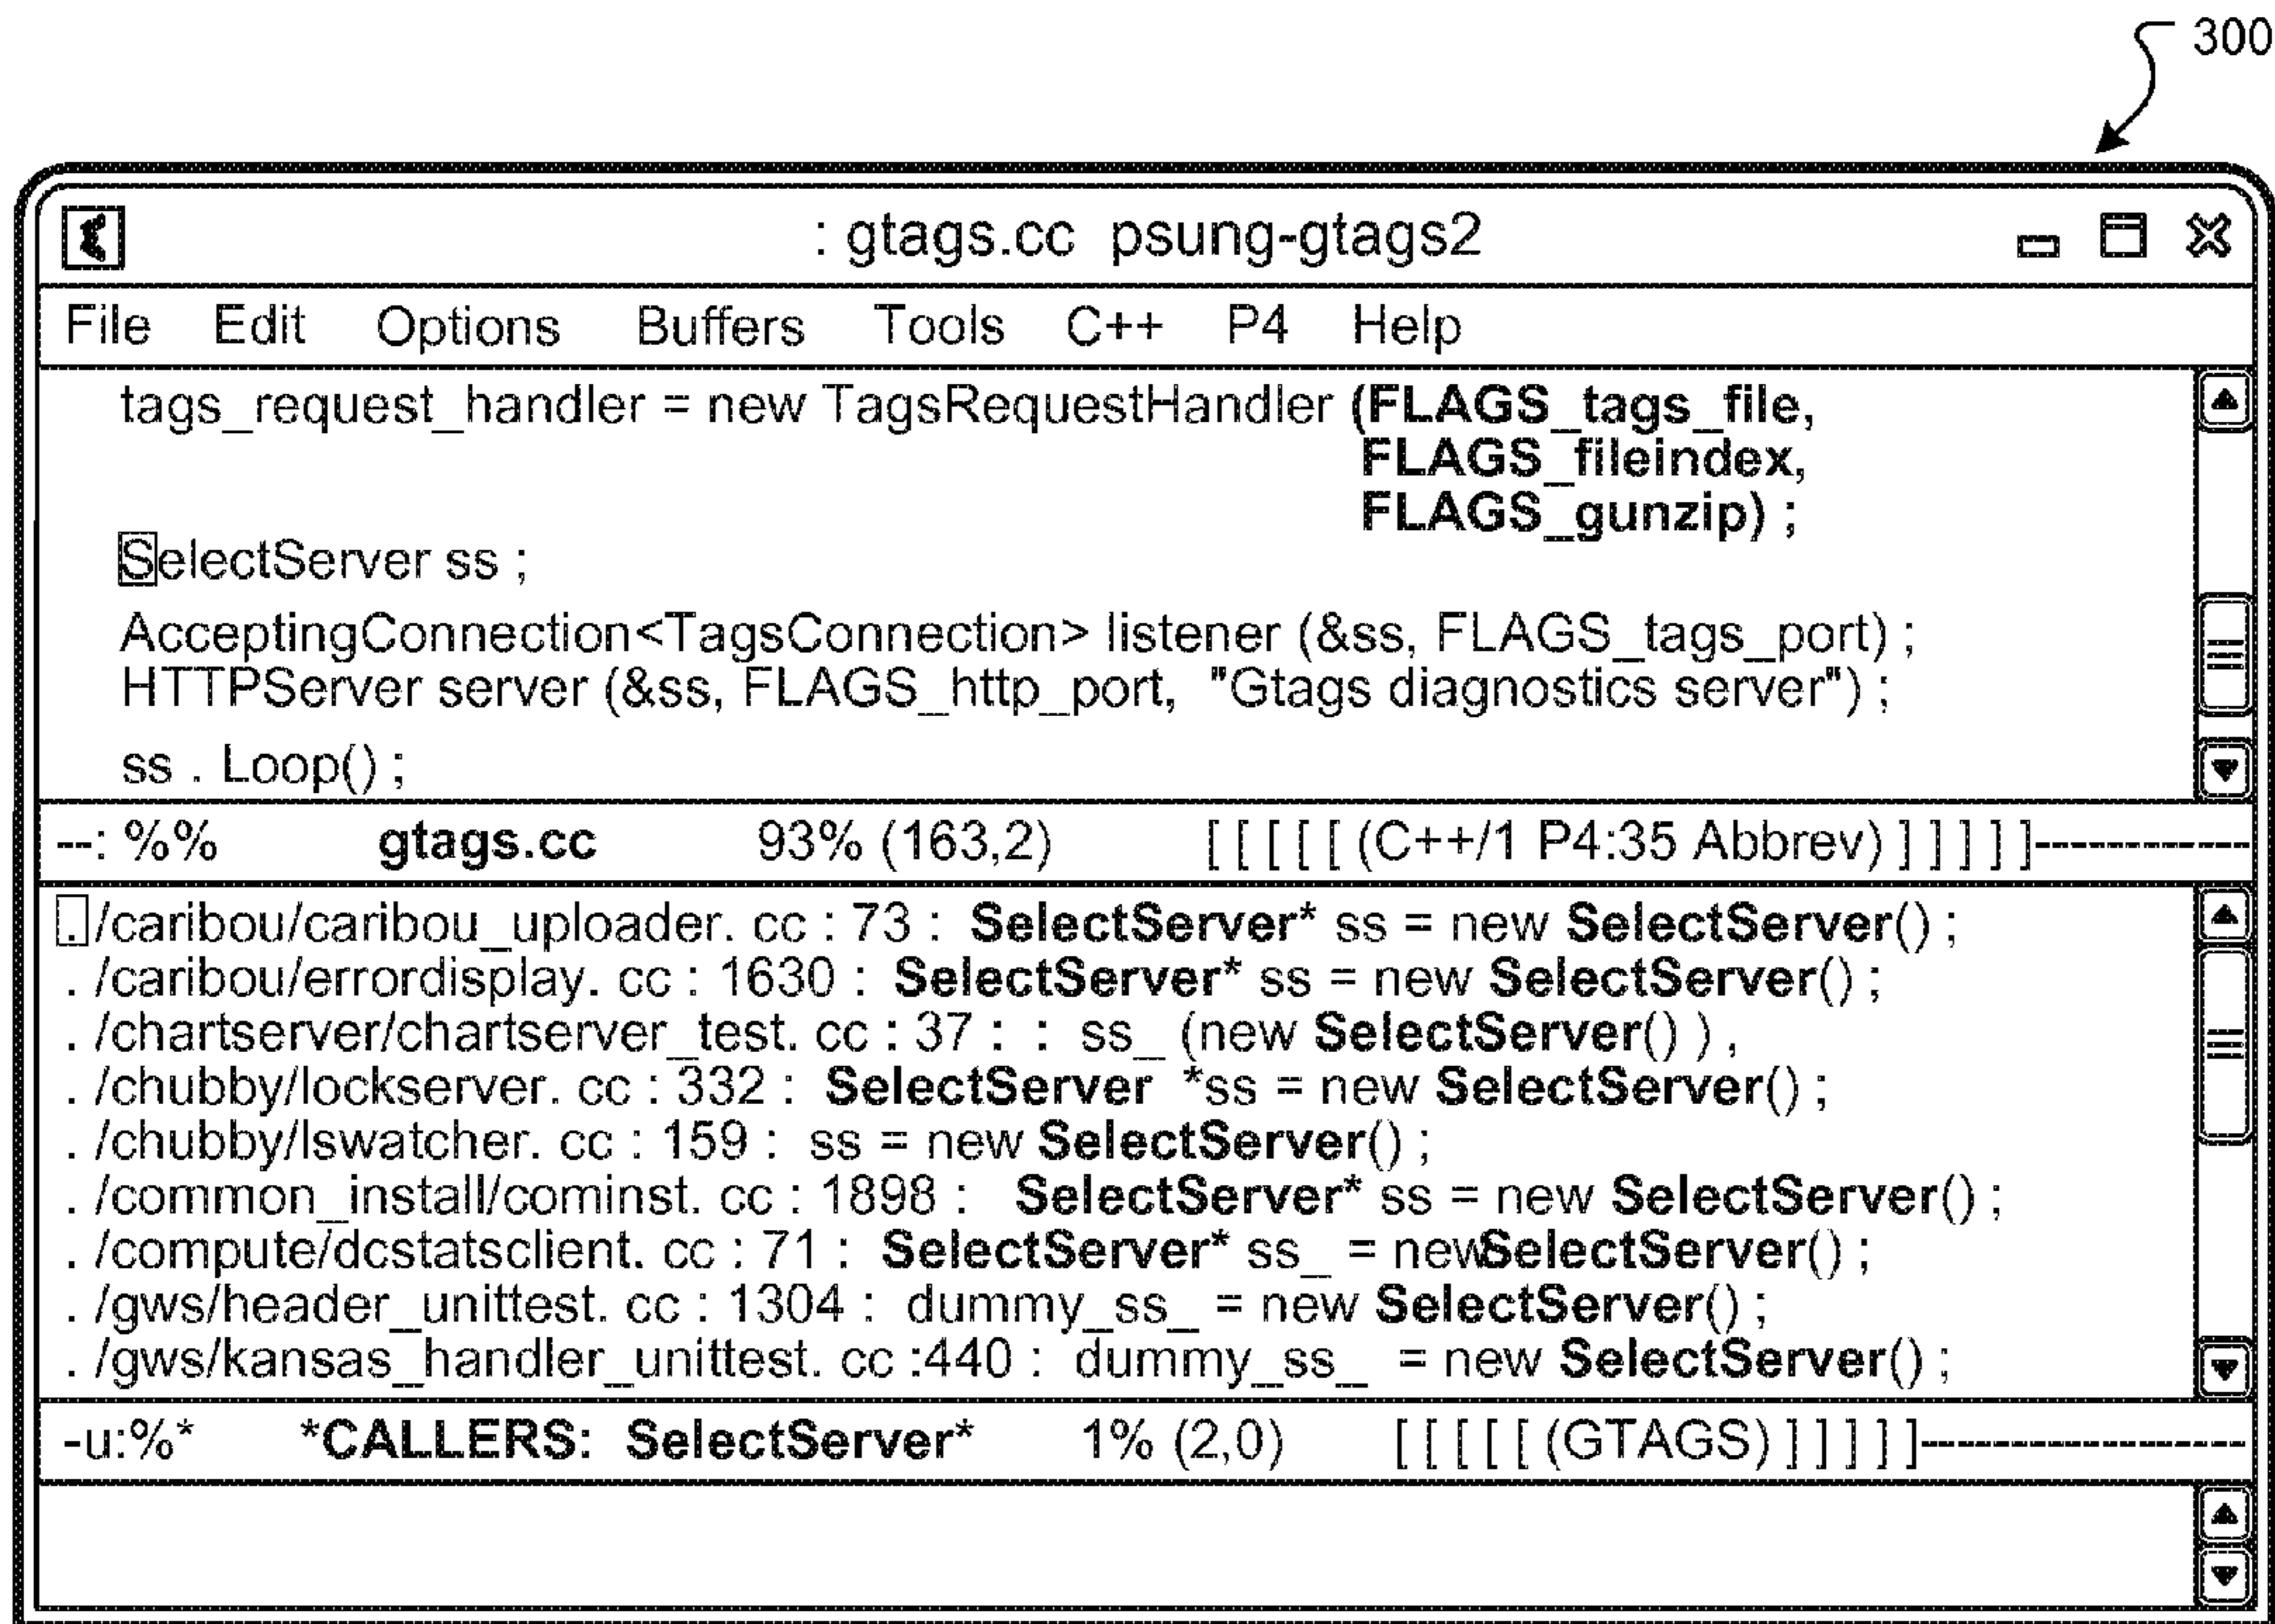 300
: gtags.cc psung-gtags2
File Edit Options Buffers Tools C++ P4 Help
tags_request_handler = new TagsRequestHandler (FLAGS_tags_file,
FLAGS_fileindex,
FLAGS_gunzip) ;
SelectServer ss ;
AcceptingConnection<TagsConnection> listener (&ss, FLAGS_tags_port) ;
HTTPServer server (&ss, FLAGS_http_port, "Gtags diagnostics server") ;
ss . Loop() ;
--: %% gtags.cc 93% (163,2) [ [ [ [ [ (C++/1 P4:35 Abbrev) ] ] ] ] ]------------
. /caribou/caribou_uploader. cc : 73 : SelectServer* ss = new SelectServer() ;
. /caribou/errordisplay. cc : 1630 : SelectServer* ss = new SelectServer() ;
. /chartserver/chartserver_test. cc : 37 : : ss_ (new SelectServer() ) ,
. /chubby/lockserver. cc : 332 : SelectServer *ss = new SelectServer() ;
. /chubby/lswatcher. cc : 159 : ss = new SelectServer() ;
. /common_install/cominst. cc : 1898 : SelectServer* ss = new SelectServer() ;
. /compute/dcstatsclient. cc : 71 : SelectServer* ss_ = newSelectServer() ;
. /gws/header_unittest. cc : 1304 : dummy_ss_ = new SelectServer() ;
. /gws/kansas_handler_unittest. cc :440 : dummy_ss_ = new SelectServer() ;
-u:%* *CALLERS: SelectServer* 1% (2,0) [ [ [ [ [ (GTAGS) ] ] ] ] ]------------------